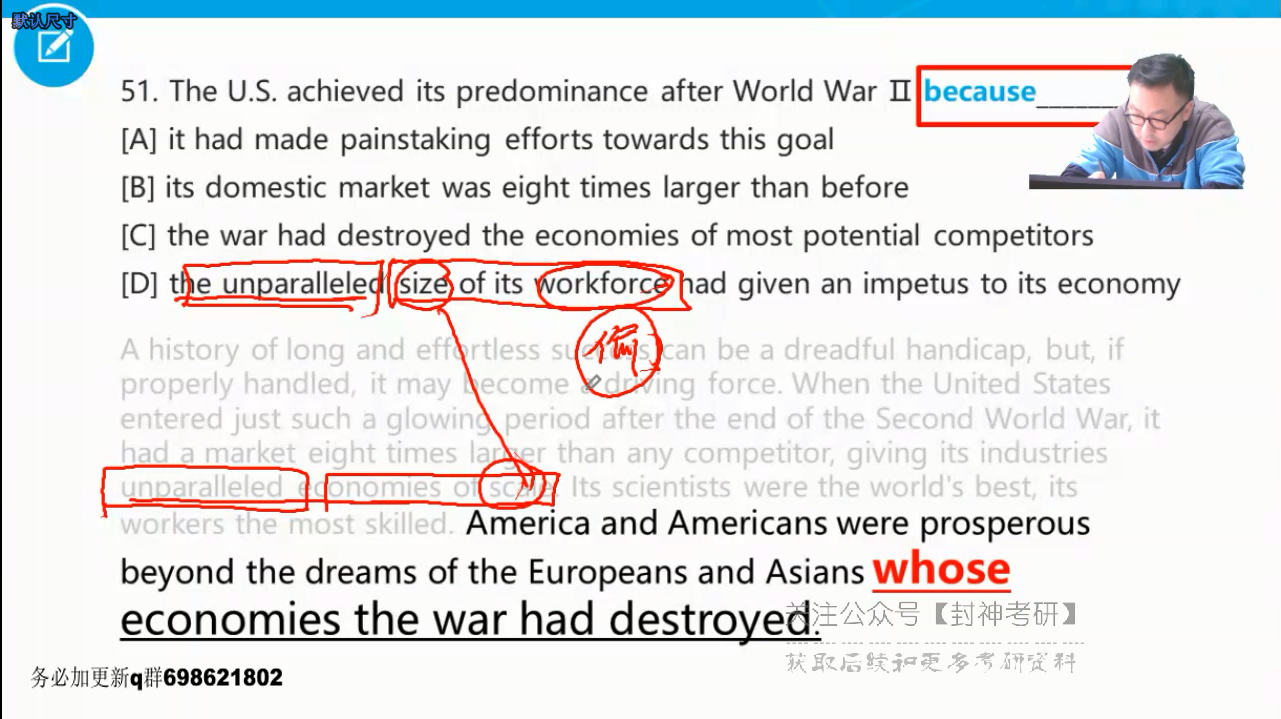 默认尺寸
51. The U.S. achieved its predominance after World War Ⅱ because______
[A] it had made painstaking efforts towards this goal
[B] its domestic market was eight times larger than before
[C] the war had destroyed the economies of most potential competitors
[D] the unparalleled size of its workforce had given an impetus to its economy
偏
A history of long and effortless success can be a dreadful handicap, but, if
properly handled, it may become a driving force. When the United States
entered just such a glowing period after the end of the Second World War, it
had a market eight times larger than any competitor, giving its industries
unparalleled economies of scale. Its scientists were the world's best, its
workers the most skilled. America and Americans were prosperous
beyond the dreams of the Europeans and Asians whose
economies the war had destroyed.
关注公众号【封神考研】
获取后续和更多考研资料
务必加更新q群698621802